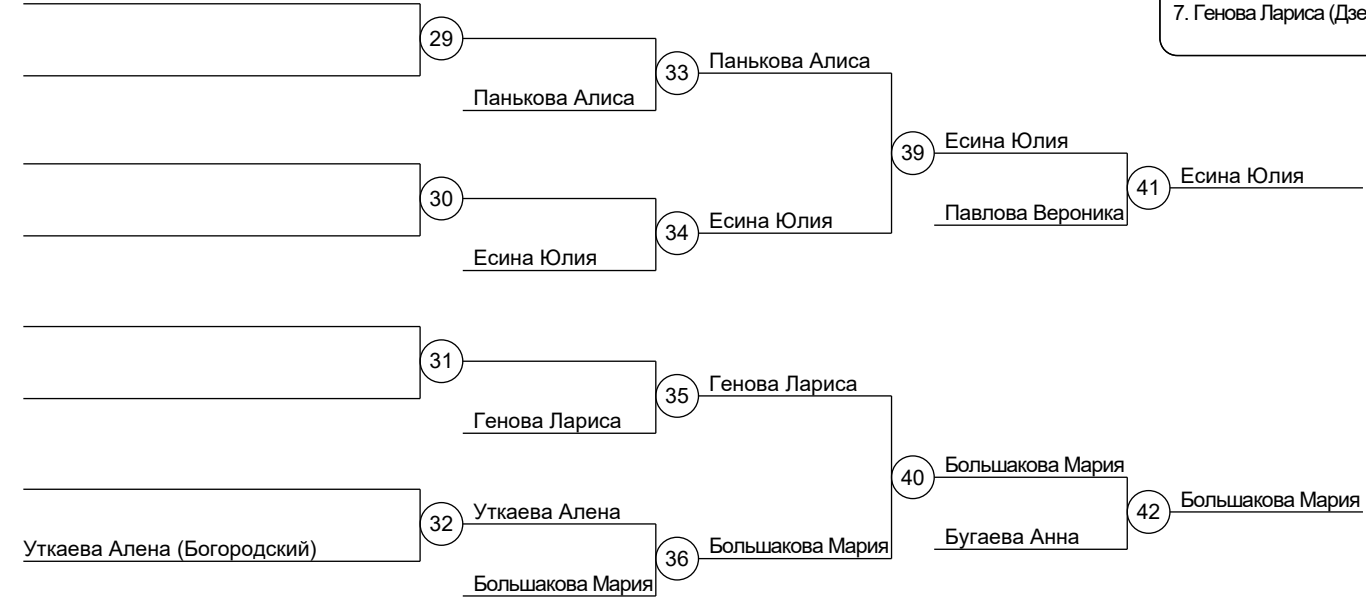 7. Генова Лариса (Дзе
29
Панькова Алиса
33
Панькова Алиса
39
Есина Юлия
41
Есина Юлия
30
Есина Юлия
34
Есина Юлия
Павлова Вероника
31
Генова Лариса
35
Генова Лариса
40
Большакова Мария
42
Большакова Мария
Уткаева Алена (Богородский)
32
Уткаева Алена
Большакова Мария
36
Большакова Мария
Бугаева Анна